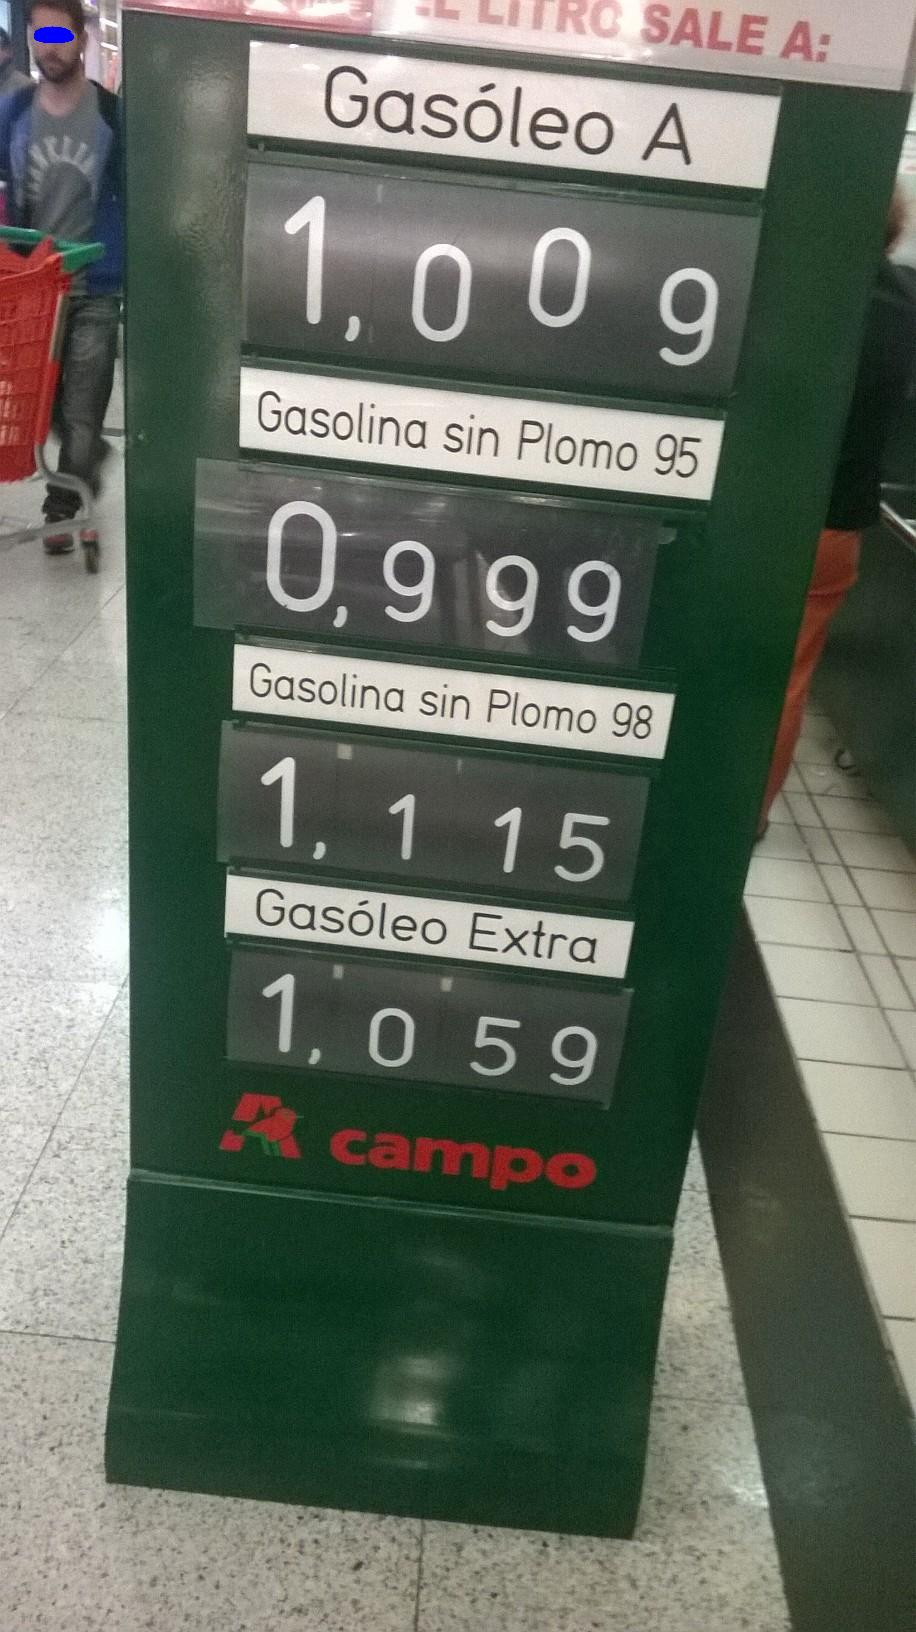 EL LITRO SALE A:
Gasóleo A
1,009
Gasolina sin Plomo 95
0,999
Gasolina sin Plomo 98
1,115
Gasóleo Extra
1,059
A campo